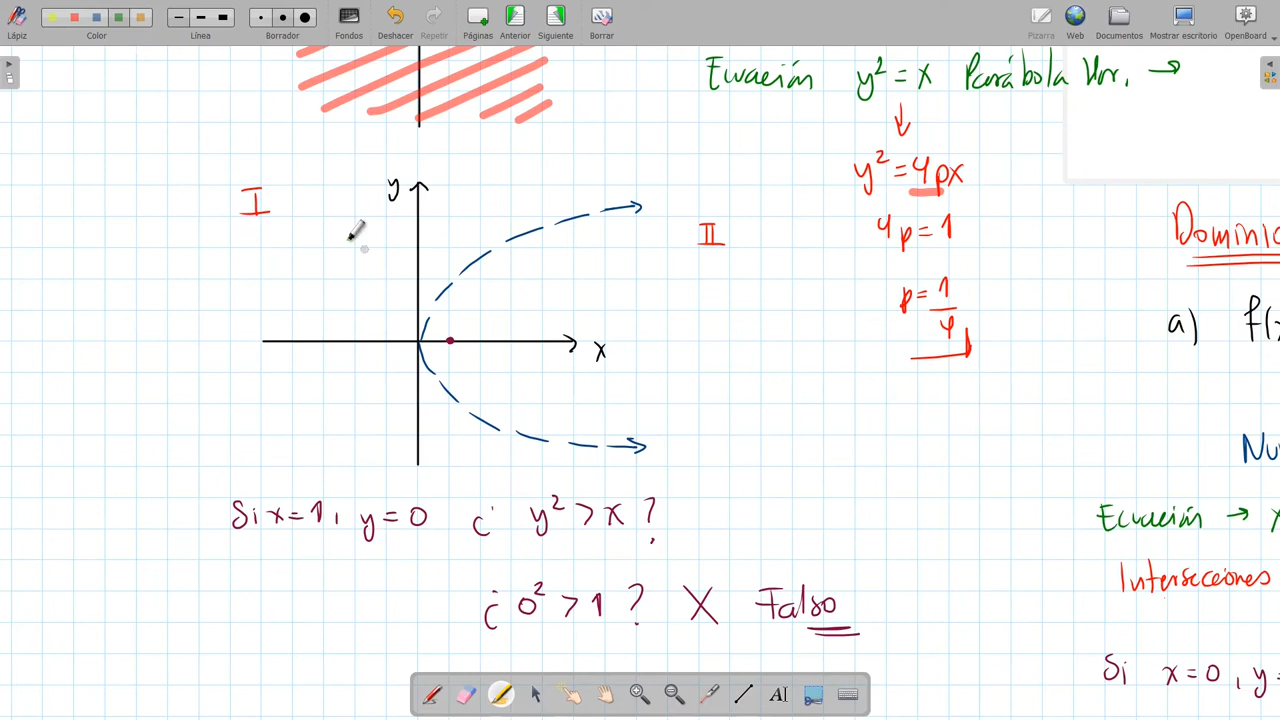 Lápiz Color Línea Borrador Fondos Deshacer Repetir Páginas Anterior Siguiente Borrar Pizarra Web Documentos Mostrar escritorio OpenBoard
Ecuación y² = x Parábola Hor. →
↓
y² = 4px
4p = 1
p = 1/4
I
y
II
x
Si x=1, y=0 ¿ y² > x ?
¿ 0² > 1 ? X Falso
Dominio
a) f(
Ecuación →
Intersecciones
Si x=0, y=
AI